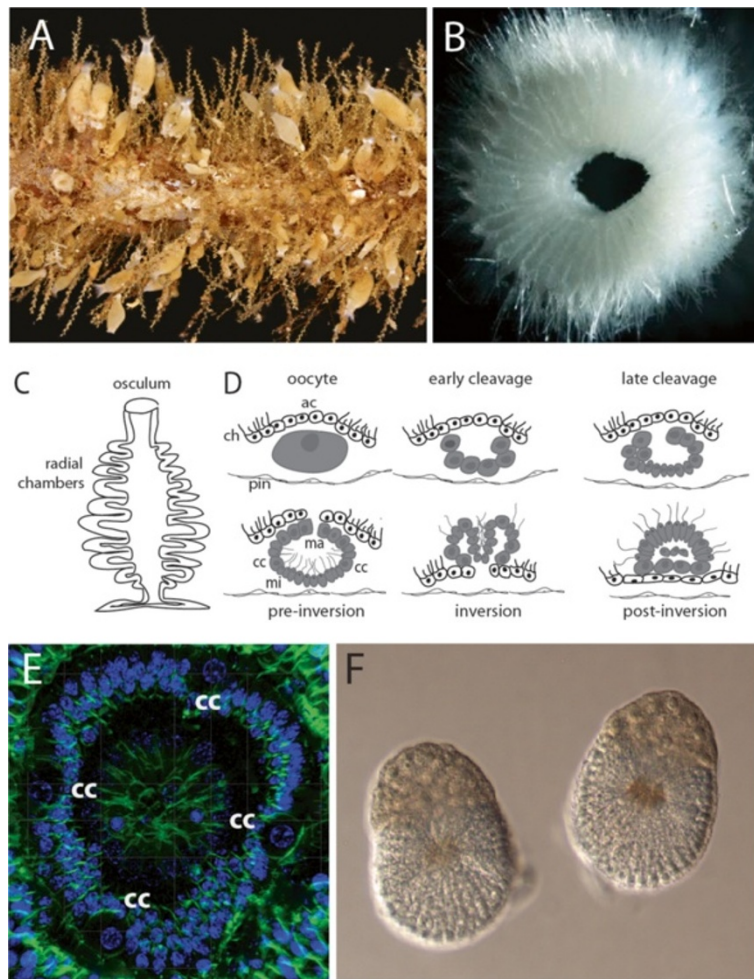 A
B
C
osculum
radial
chambers
D
oocyte
early cleavage
late cleavage
ac
ch
pin
ma
cc
cc
mi
pre-inversion
inversion
post-inversion
E
cc
cc
cc
cc
F